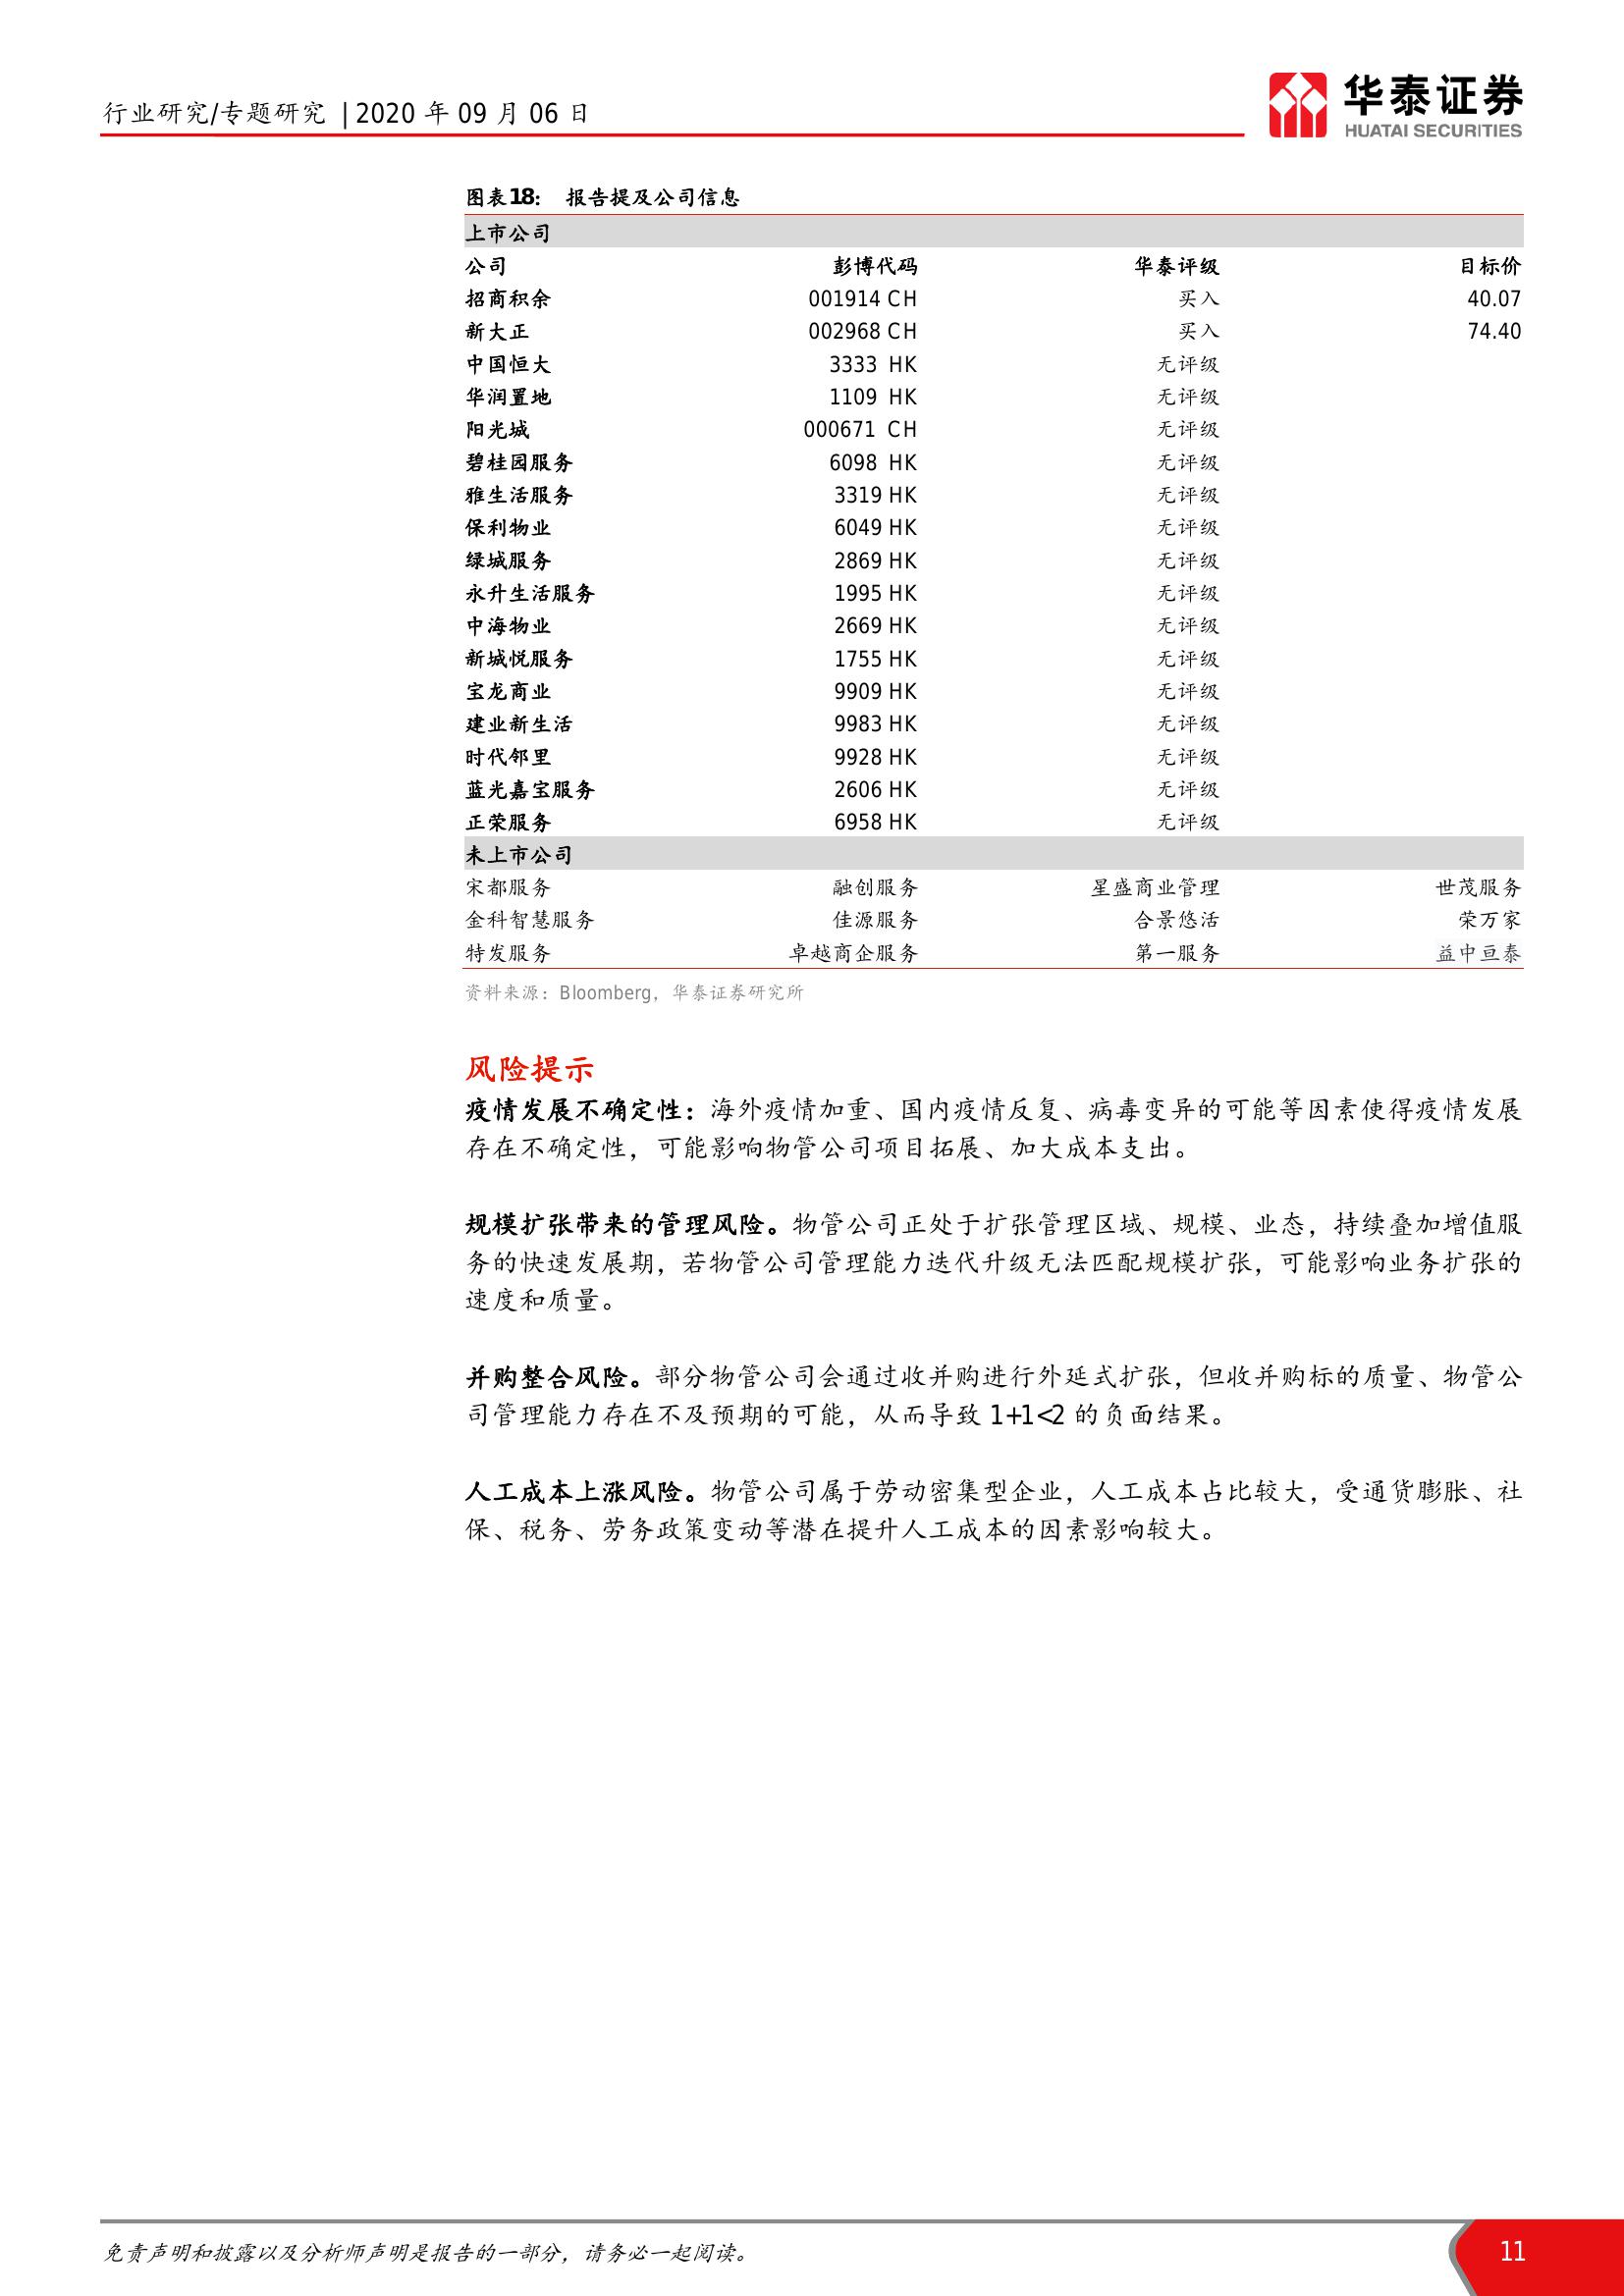 行业研究/专题研究 | 2020 年 09 月 06 日
华泰证券
HUATAI SECURITIES
图表18： 报告提及公司信息
上市公司
公司 彭博代码 华泰评级 目标价
招商积余 001914 CH 买入 40.07
新大正 002968 CH 买入 74.40
中国恒大 3333 HK 无评级
华润置地 1109 HK 无评级
阳光城 000671 CH 无评级
碧桂园服务 6098 HK 无评级
雅生活服务 3319 HK 无评级
保利物业 6049 HK 无评级
绿城服务 2869 HK 无评级
永升生活服务 1995 HK 无评级
中海物业 2669 HK 无评级
新城悦服务 1755 HK 无评级
宝龙商业 9909 HK 无评级
建业新生活 9983 HK 无评级
时代邻里 9928 HK 无评级
蓝光嘉宝服务 2606 HK 无评级
正荣服务 6958 HK 无评级
未上市公司
宋都服务 融创服务 星盛商业管理 世茂服务
金科智慧服务 佳源服务 合景悠活 荣万家
特发服务 卓越商企服务 第一服务 益中亘泰
资料来源：Bloomberg，华泰证券研究所
风险提示
疫情发展不确定性：海外疫情加重、国内疫情反复、病毒变异的可能等因素使得疫情发展
存在不确定性，可能影响物管公司项目拓展、加大成本支出。
规模扩张带来的管理风险。物管公司正处于扩张管理区域、规模、业态，持续叠加增值服
务的快速发展期，若物管公司管理能力迭代升级无法匹配规模扩张，可能影响业务扩张的
速度和质量。
并购整合风险。部分物管公司会通过收并购进行外延式扩张，但收并购标的质量、物管公
司管理能力存在不及预期的可能，从而导致 1+1<2 的负面结果。
人工成本上涨风险。物管公司属于劳动密集型企业，人工成本占比较大，受通货膨胀、社
保、税务、劳务政策变动等潜在提升人工成本的因素影响较大。
免责声明和披露以及分析师声明是报告的一部分，请务必一起阅读。
11